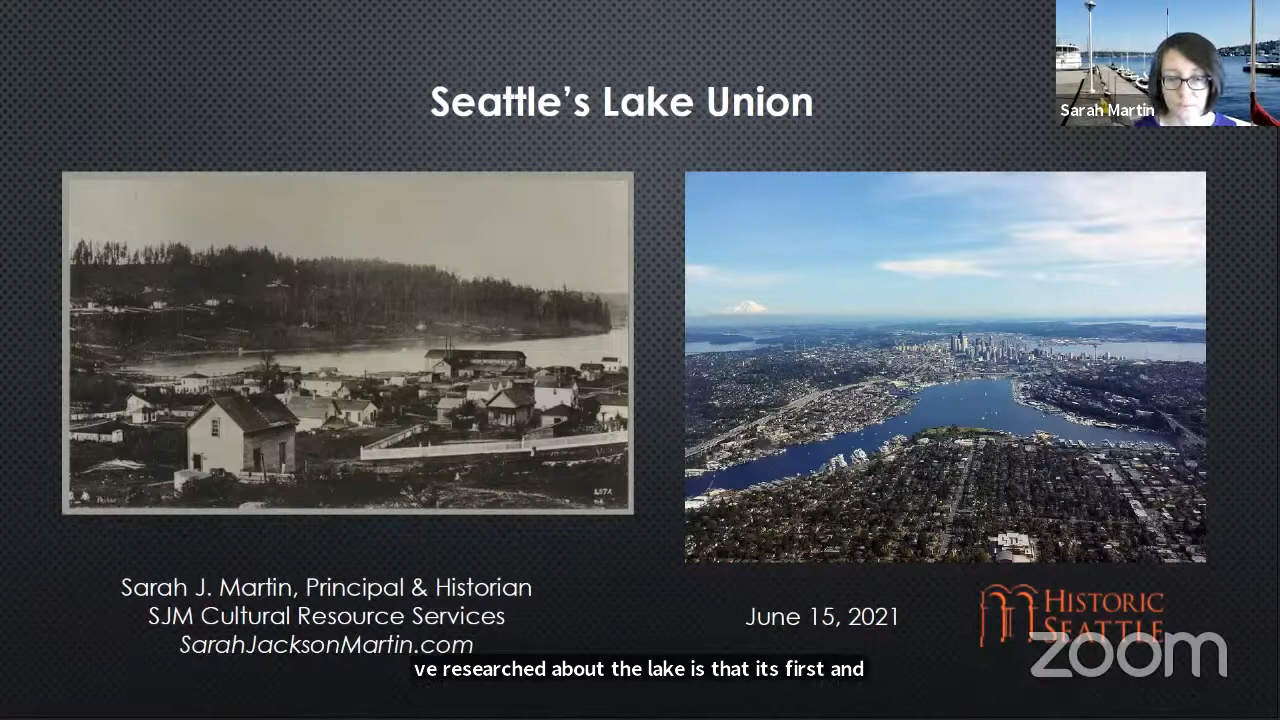 Seattle's Lake Union
Sarah Martin
Sarah J. Martin, Principal & Historian
SJM Cultural Resource Services
SarahJacksonMartin.com
June 15, 2021
HISTORIC
SEATTLE
zoom
ve researched about the lake is that its first and